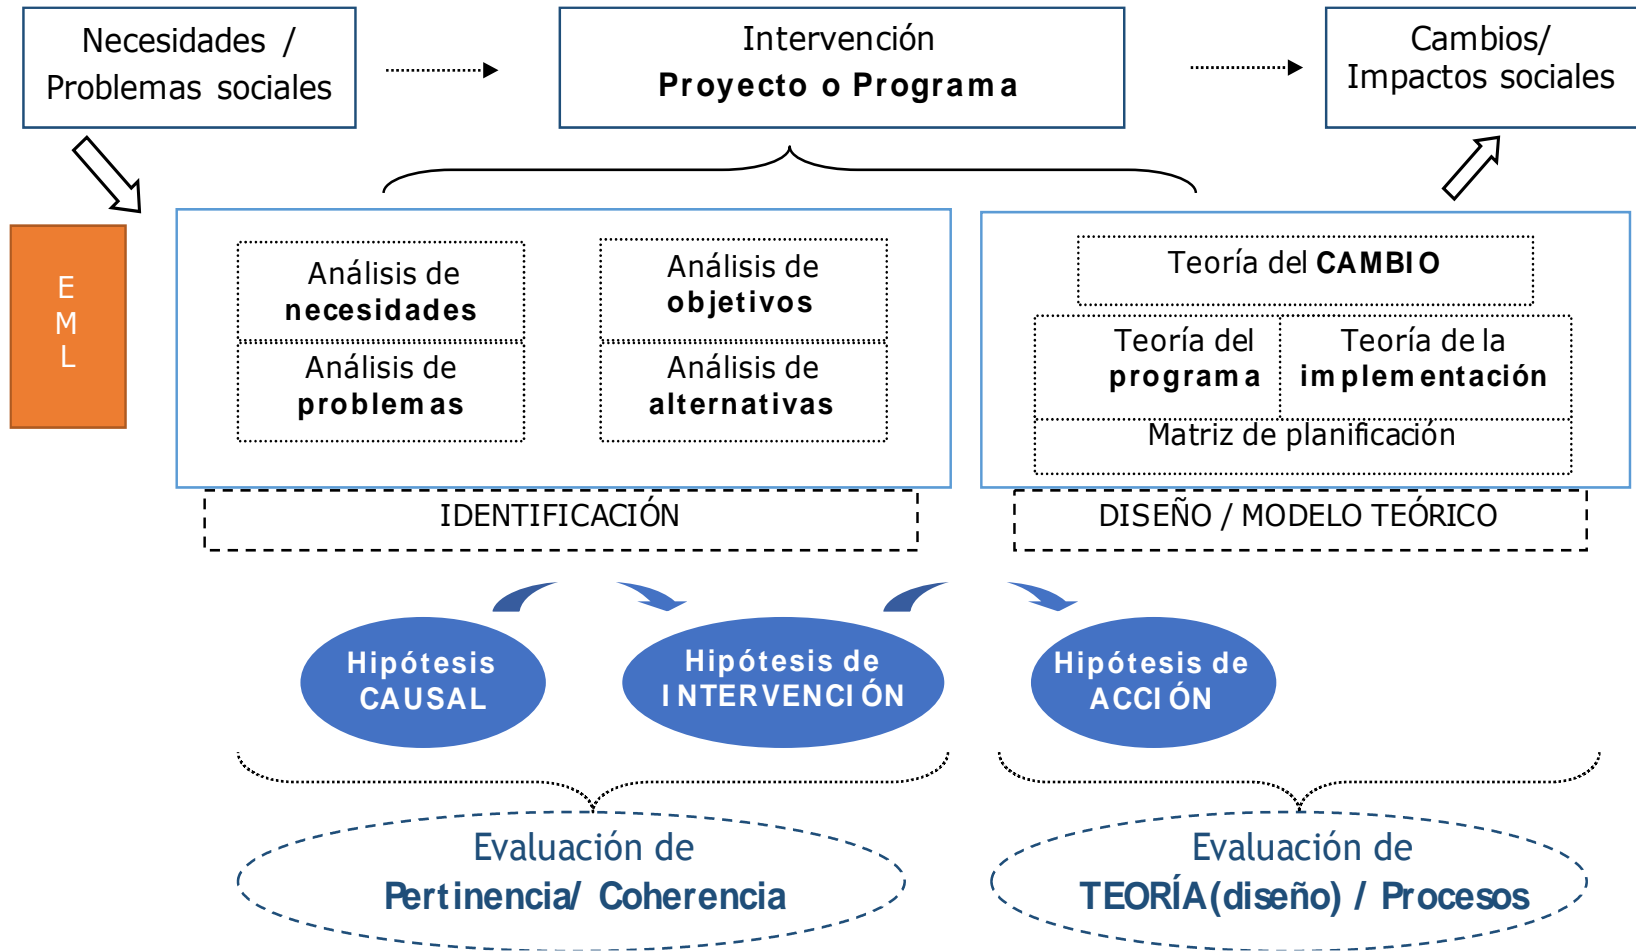 Necesidades /
Problemas sociales
Intervención
Proyecto o Programa
Cambios/
Impactos sociales
E
M
L
Análisis de
necesidades
Análisis de
problemas
Análisis de
objetivos
Análisis de
alternativas
Teoría del CAMBIO
Teoría del
programa
Teoría de la
implementación
Matriz de planificación
IDENTIFICACIÓN
DISEÑO / MODELO TEÓRICO
Hipótesis
CAUSAL
Hipótesis de
INTERVENCIÓN
Hipótesis de
ACCIÓN
Evaluación de
Pertinencia/ Coherencia
Evaluación de
TEORÍA(diseño) / Procesos